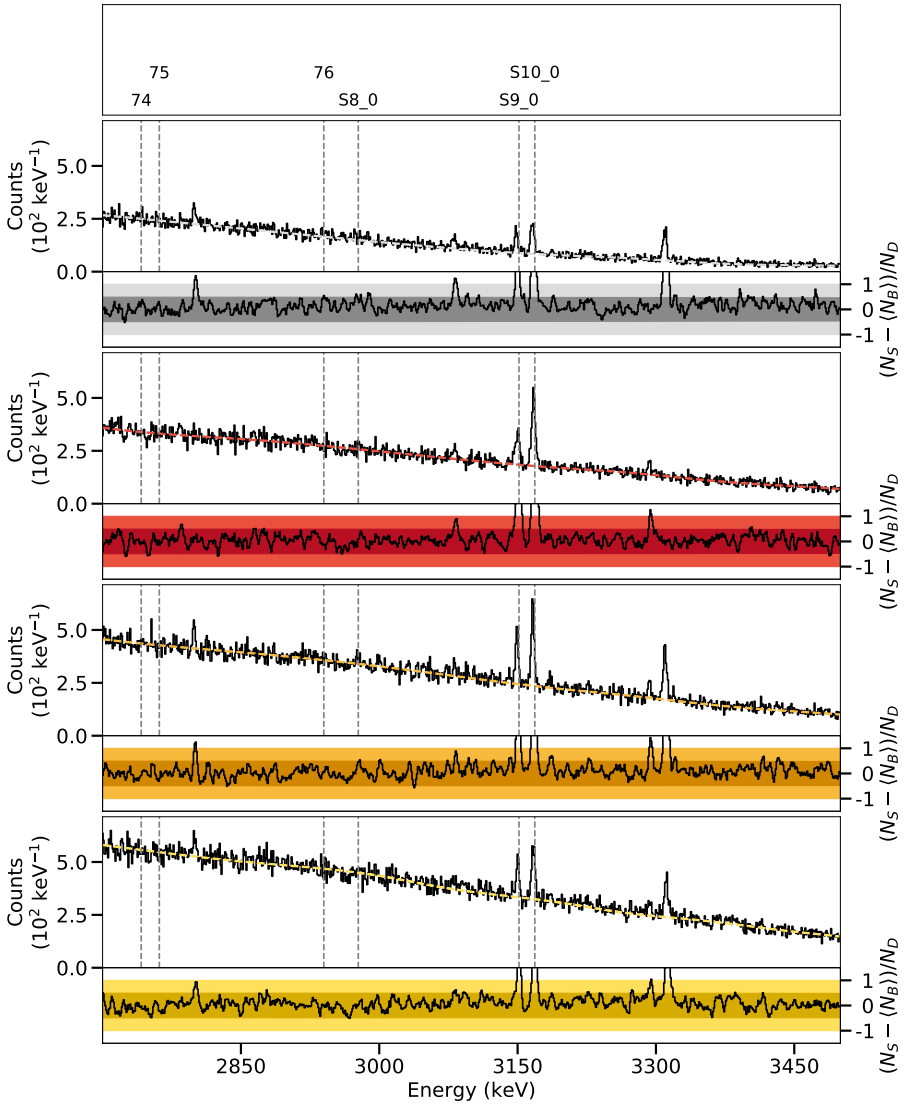 75 76 S10_0
74 S8_0 S9_0
Counts
(10² keV⁻¹)
5.0
2.5
0.0
1
0
-1
(N_S − ⟨N_B⟩)/N_D
Counts
(10² keV⁻¹)
5.0
2.5
0.0
1
0
-1
(N_S − ⟨N_B⟩)/N_D
Counts
(10² keV⁻¹)
5.0
2.5
0.0
1
0
-1
(N_S − ⟨N_B⟩)/N_D
Counts
(10² keV⁻¹)
5.0
2.5
0.0
1
0
-1
(N_S − ⟨N_B⟩)/N_D
2850 3000 3150 3300 3450
Energy (keV)